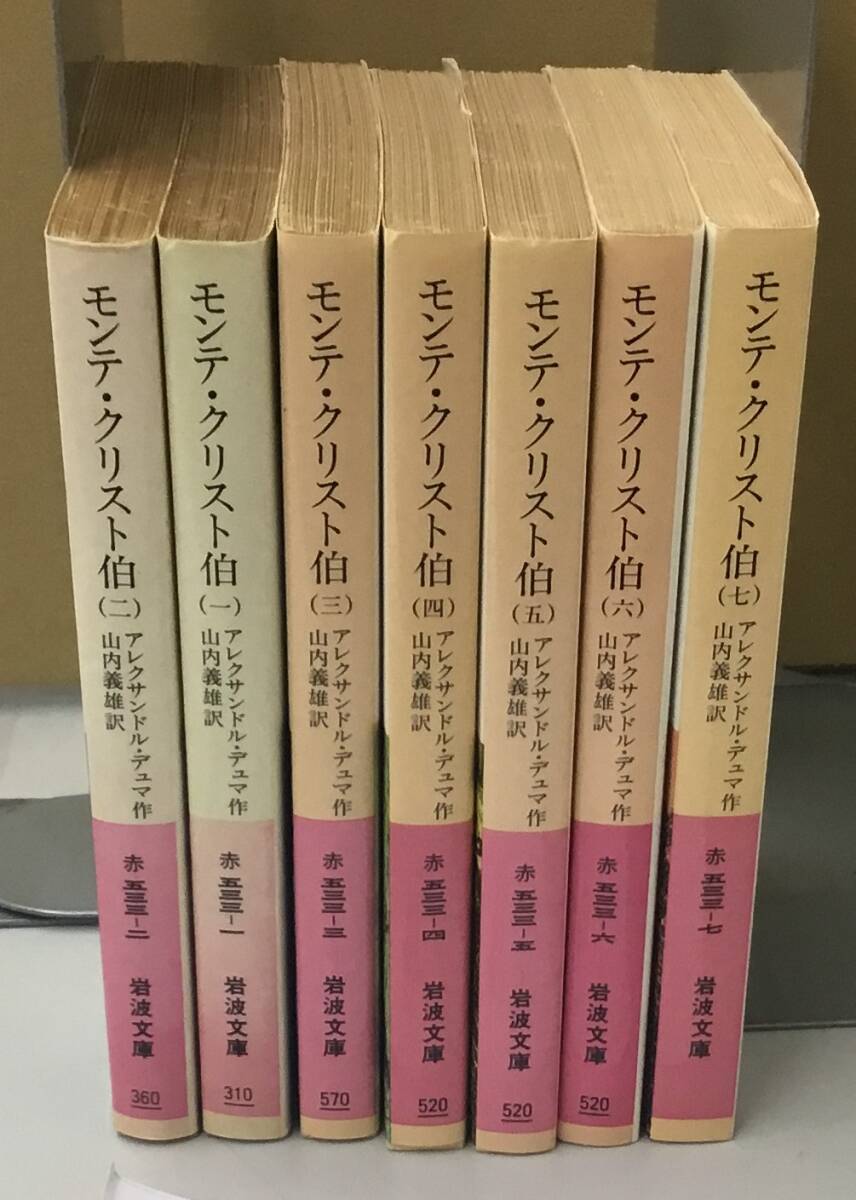 モンテ・クリスト伯(二)
アレクサンドル・デュマ作
山内義雄訳
赤五三三-二
岩波文庫
360
モンテ・クリスト伯(一)
アレクサンドル・デュマ作
山内義雄訳
赤五三三-一
岩波文庫
310
モンテ・クリスト伯(三)
アレクサンドル・デュマ作
山内義雄訳
赤五三三-三
岩波文庫
570
モンテ・クリスト伯(四)
アレクサンドル・デュマ作
山内義雄訳
赤五三三-四
岩波文庫
520
モンテ・クリスト伯(五)
アレクサンドル・デュマ作
山内義雄訳
赤五三三-五
岩波文庫
520
モンテ・クリスト伯(六)
アレクサンドル・デュマ作
山内義雄訳
赤五三三-六
岩波文庫
520
モンテ・クリスト伯(七)
アレクサンドル・デュマ作
山内義雄訳
赤五三三-七
岩波文庫